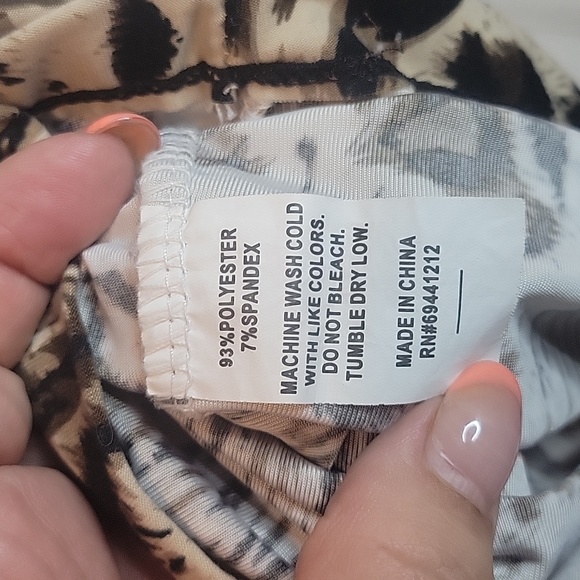 93%POLYESTER
7%SPANDEX
MACHINE WASH COLD
WITH LIKE COLORS.
DO NOT BLEACH.
TUMBLE DRY LOW.
MADE IN CHINA
RN#69441212